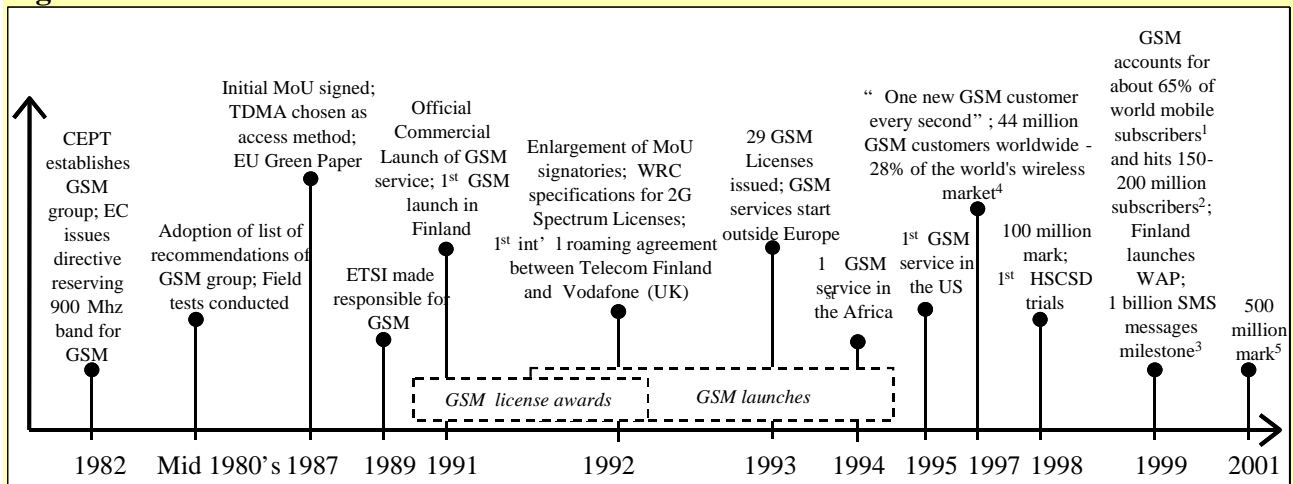 CEPT
establishes
GSM
group; EC
issues
directive
reserving
900 Mhz
band for
GSM
Adoption of list of
recommendations of
GSM group; Field
tests conducted
Initial MoU signed;
TDMA chosen as
access method;
EU Green Paper
ETSI made
responsible for
GSM
Official
Commercial
Launch of GSM
service; 1st GSM
launch in
Finland
Enlargement of MoU
signatories; WRC
specifications for 2G
Spectrum Licenses;
1st int' l roaming agreement
between Telecom Finland
and Vodafone (UK)
29 GSM
Licenses
issued; GSM
services start
outside Europe
1st GSM
service in
the Africa
1st GSM
service in
the US
“ One new GSM customer
every second” ; 44 million
GSM customers worldwide -
28% of the world's wireless
market4
100 million
mark;
1st HSCSD
trials
GSM
accounts for
about 65% of
world mobile
subscribers1
and hits 150-
200 million
subscribers2;
Finland
launches
WAP;
1 billion SMS
messages
milestone3
500
million
mark5
GSM license awards
GSM launches
1982 Mid 1980’s 1987 1989 1991 1992 1993 1994 1995 1997 1998 1999 2001